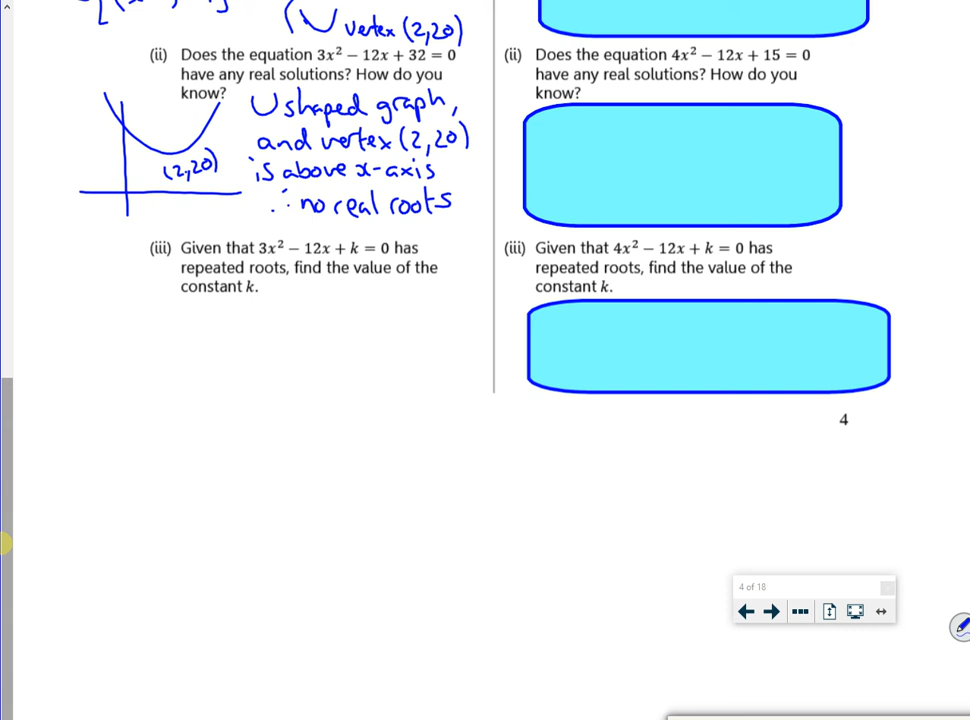 vertex (2,20)
(ii) Does the equation 3x² – 12x + 32 = 0
have any real solutions? How do you
know?
U shaped graph,
and vertex (2,20)
is above x-axis
∴ no real roots
(2,20)
(iii) Given that 3x² – 12x + k = 0 has
repeated roots, find the value of the
constant k.
(ii) Does the equation 4x² – 12x + 15 = 0
have any real solutions? How do you
know?
(iii) Given that 4x² – 12x + k = 0 has
repeated roots, find the value of the
constant k.
4
4 of 18